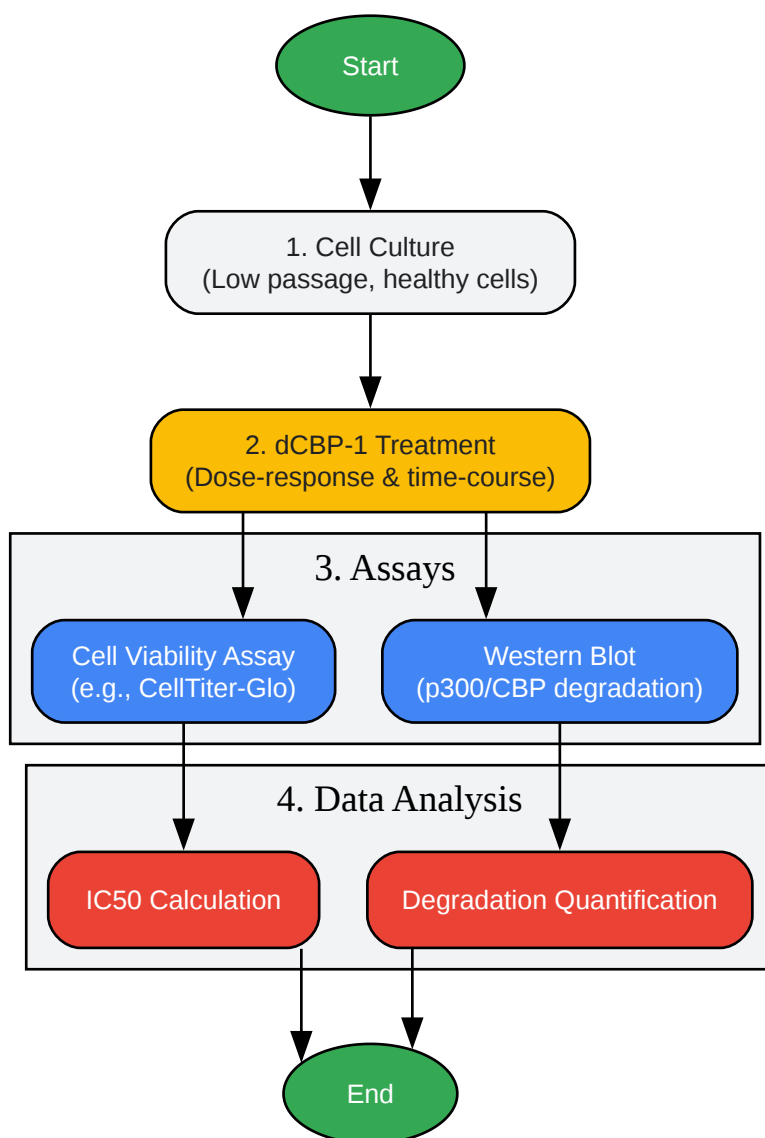 Start
1. Cell Culture
(Low passage, healthy cells)
2. dCBP-1 Treatment
(Dose-response & time-course)
3. Assays
Cell Viability Assay
(e.g., CellTiter-Glo)
Western Blot
(p300/CBP degradation)
4. Data Analysis
IC50 Calculation
Degradation Quantification
End